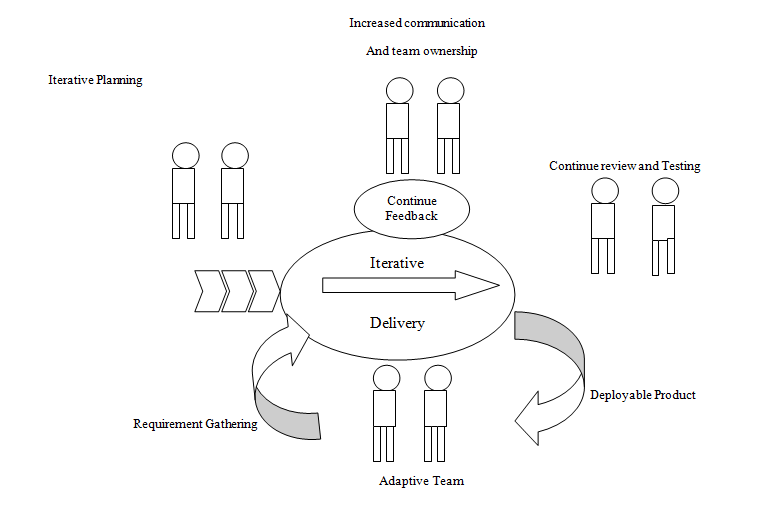 Increased communication
And team ownership
Iterative Planning
Continue review and Testing
Continue
Feedback
Iterative
Delivery
Deployable Product
Requirement Gathering
Adaptive Team